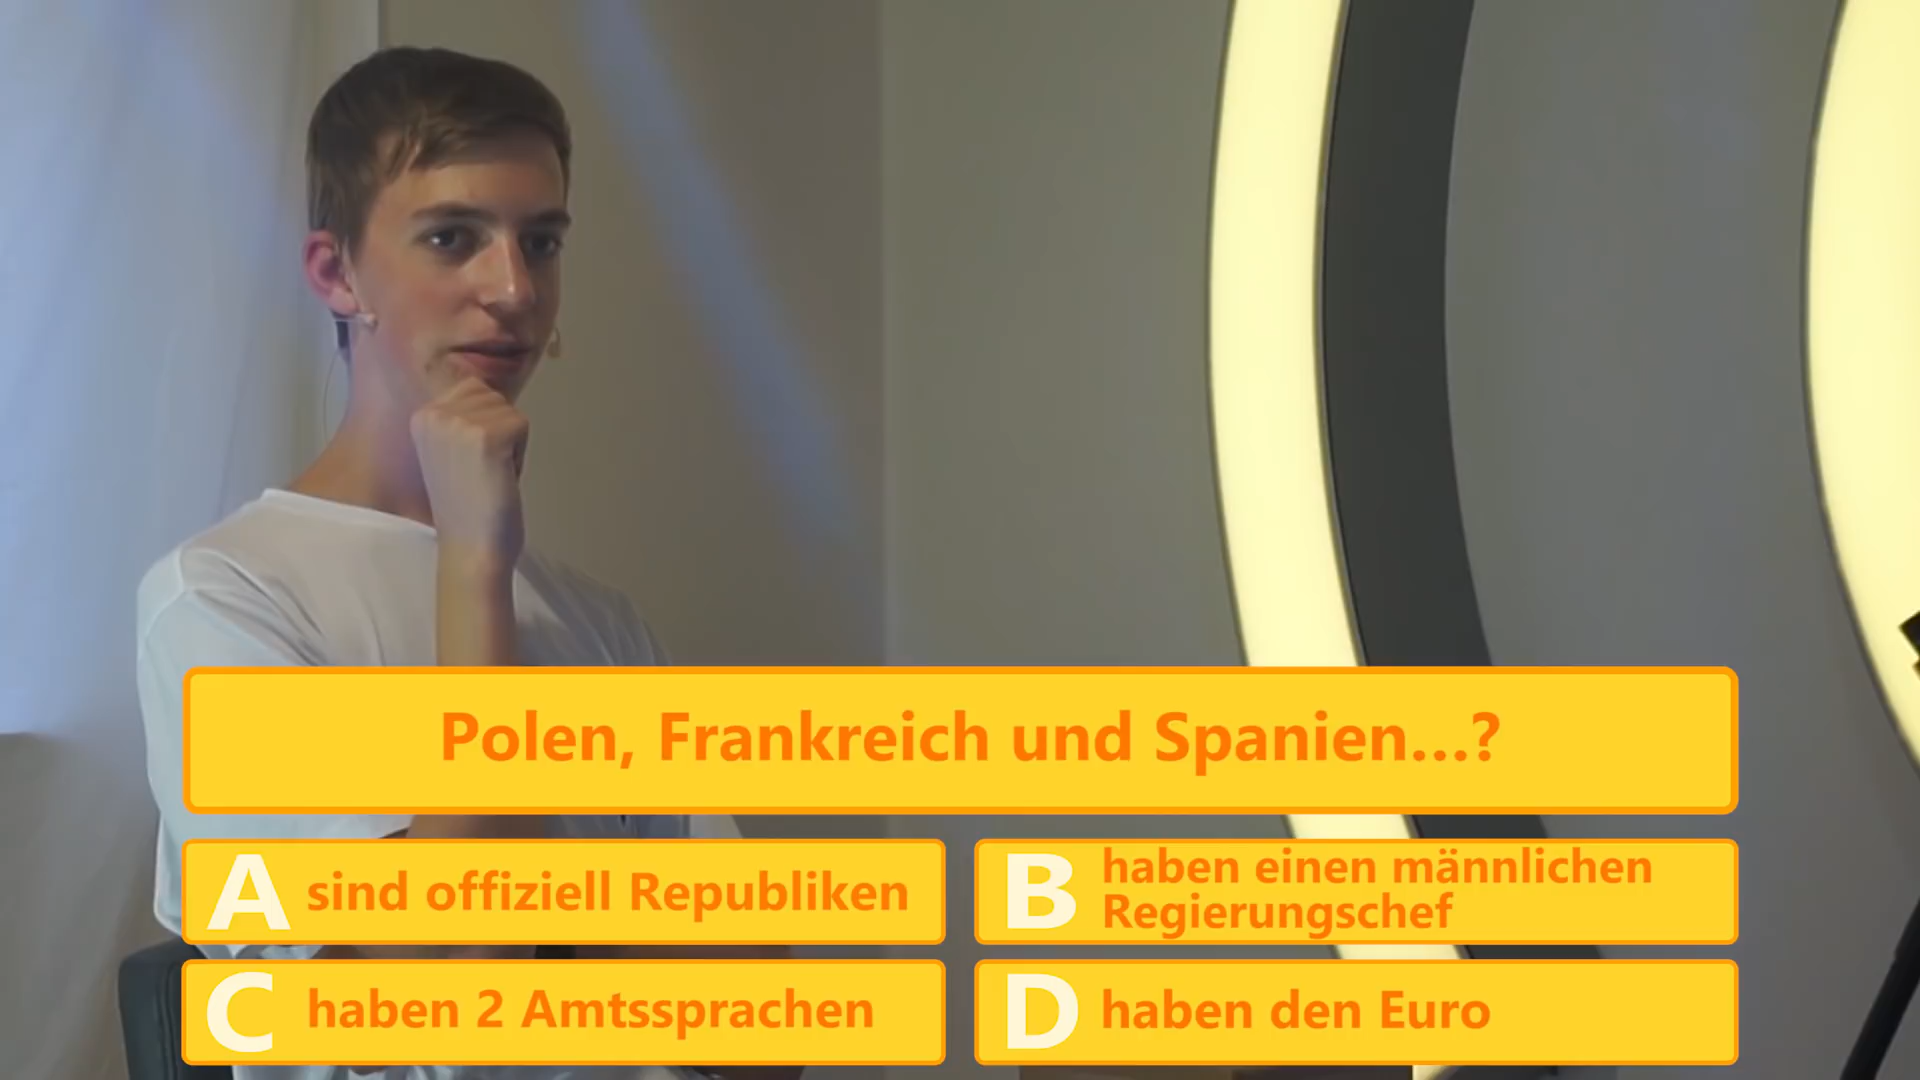 Polen, Frankreich und Spanien...?
A sind offiziell Republiken
B haben einen männlichen
Regierungschef
C haben 2 Amtssprachen
D haben den Euro